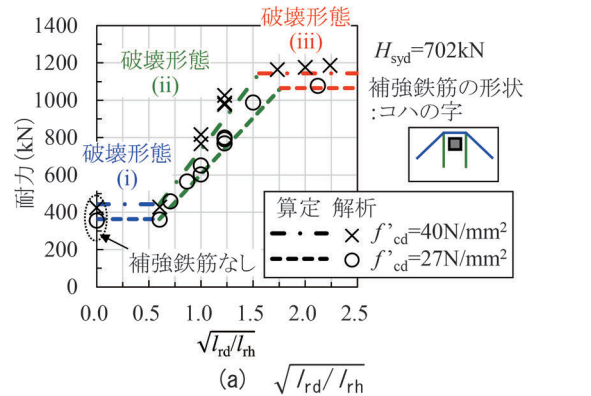 1400
1200
1000
800
600
400
200
0
耐力(kN)
破壊形態
(i)
破壊形態
(ii)
破壊形態
(iii)
補強鉄筋なし
Hsyd=702kN
補強鉄筋の形状
:コハの字
算定 解析
f'cd=40N/mm2
f'cd=27N/mm2
0.0 0.5 1.0 1.5 2.0 2.5
√lrd/lrh
(a) √lrd/lrh